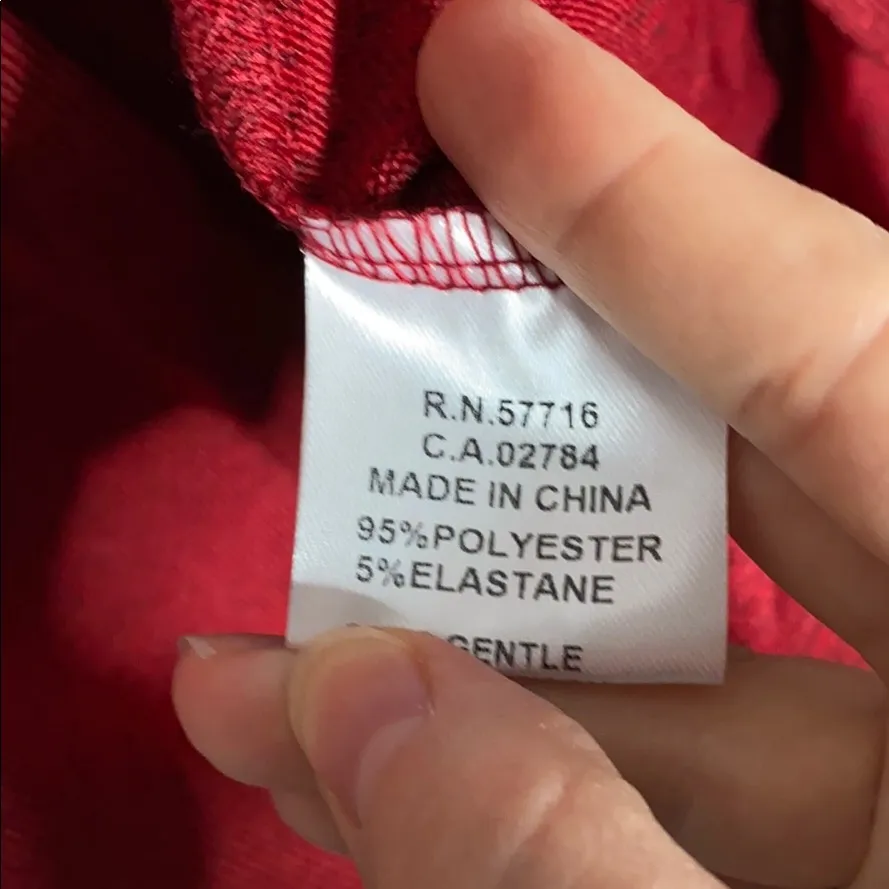 R.N.57716
C.A.02784
MADE IN CHINA
95%POLYESTER
5%ELASTANE
GENTLE